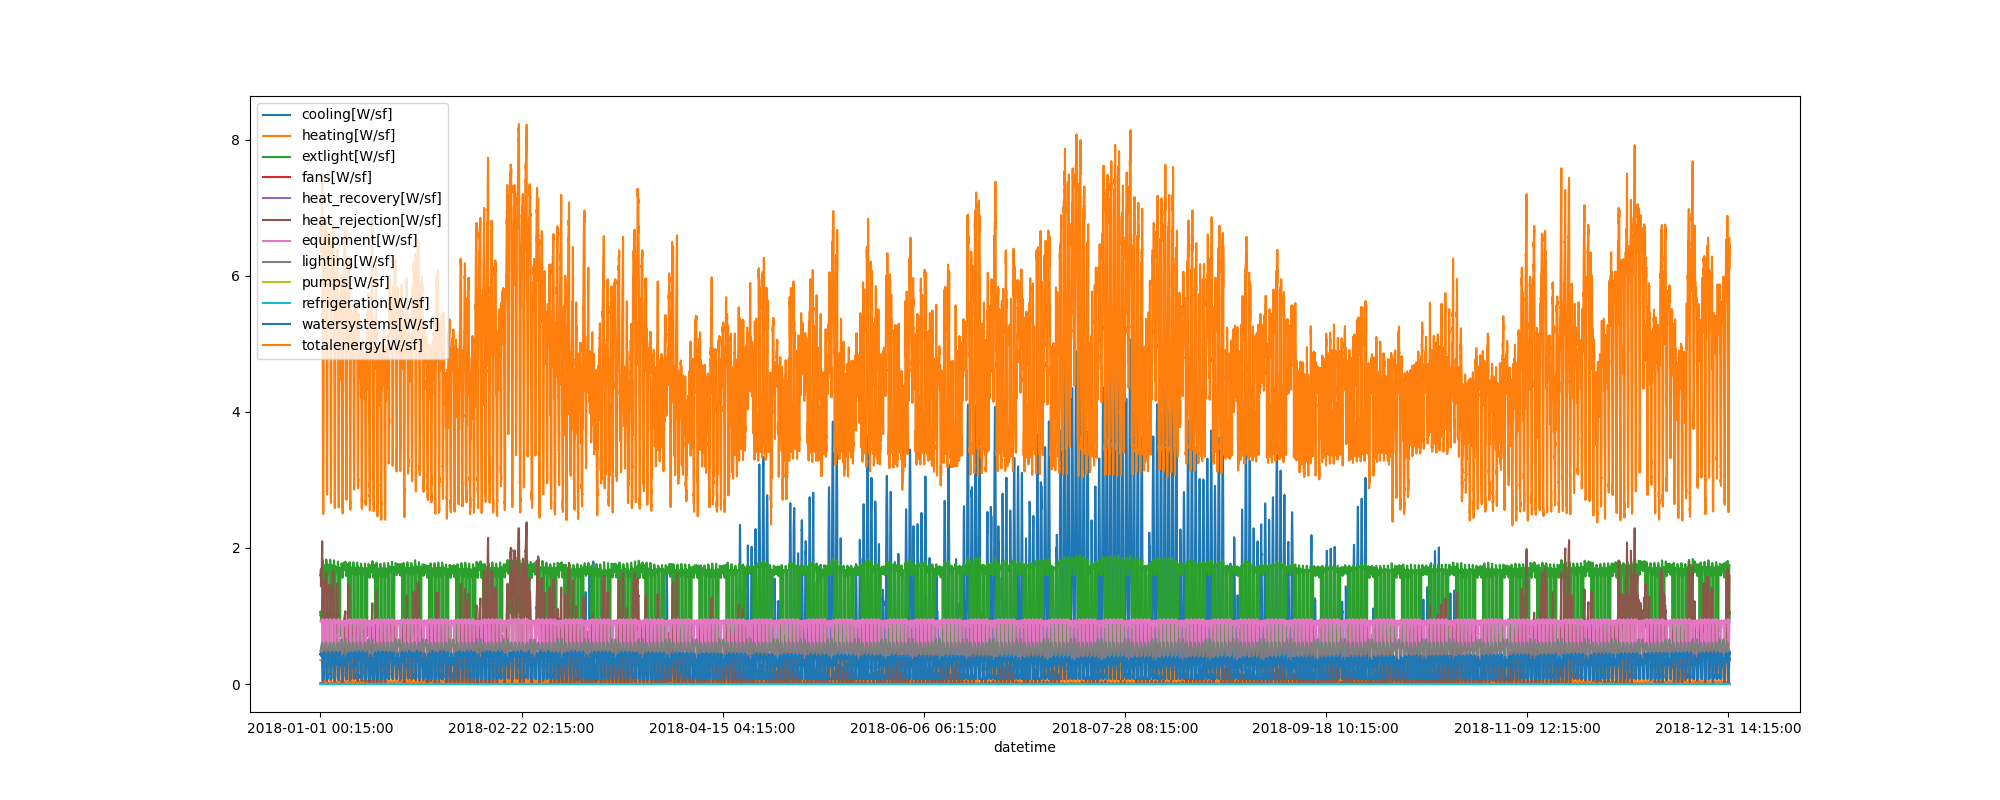 cooling[W/sf]
heating[W/sf]
extlight[W/sf]
fans[W/sf]
heat_recovery[W/sf]
heat_rejection[W/sf]
equipment[W/sf]
lighting[W/sf]
pumps[W/sf]
refrigeration[W/sf]
watersystems[W/sf]
totalenergy[W/sf]
8
6
4
2
0
2018-01-01 00:15:00 2018-02-22 02:15:00 2018-04-15 04:15:00 2018-06-06 06:15:00 2018-07-28 08:15:00 2018-09-18 10:15:00 2018-11-09 12:15:00 2018-12-31 14:15:00
datetime